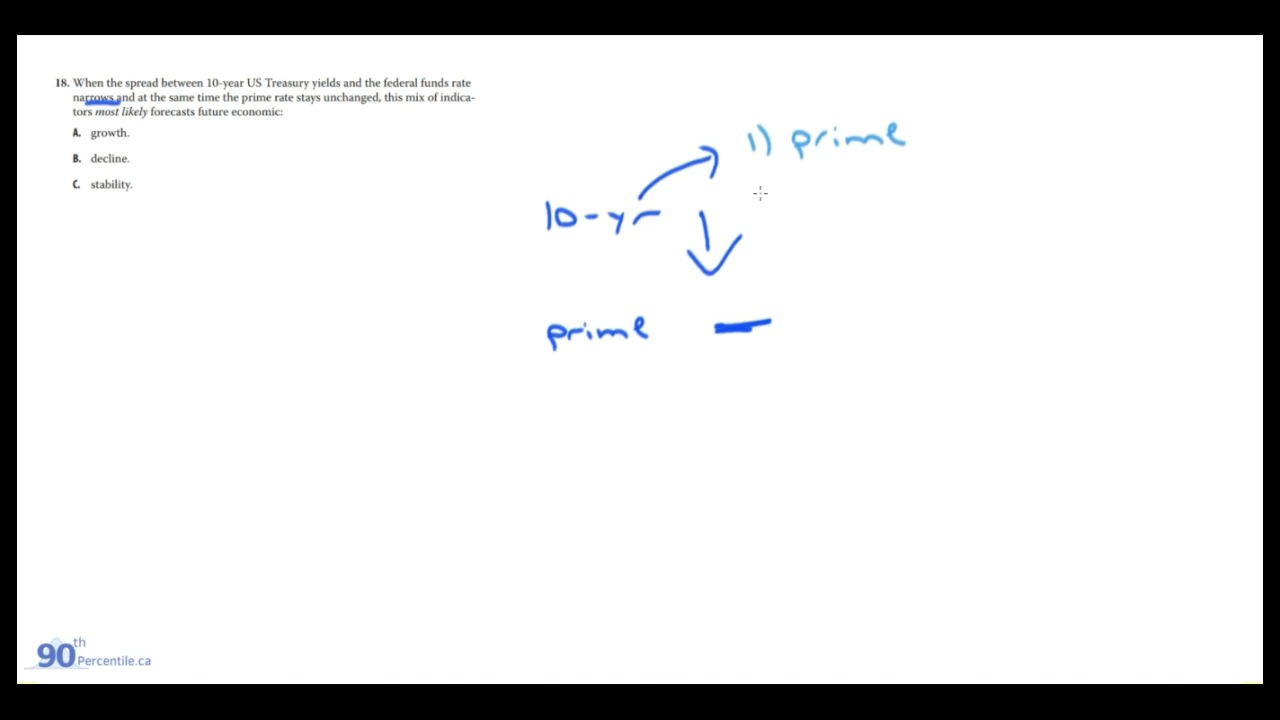 18. When the spread between 10-year US Treasury yields and the federal funds rate
narrows and at the same time the prime rate stays unchanged, this mix of indica-
tors most likely forecasts future economic:
A. growth.
B. decline.
C. stability.
1) prime
10-yr
prime
90th
Percentile.ca